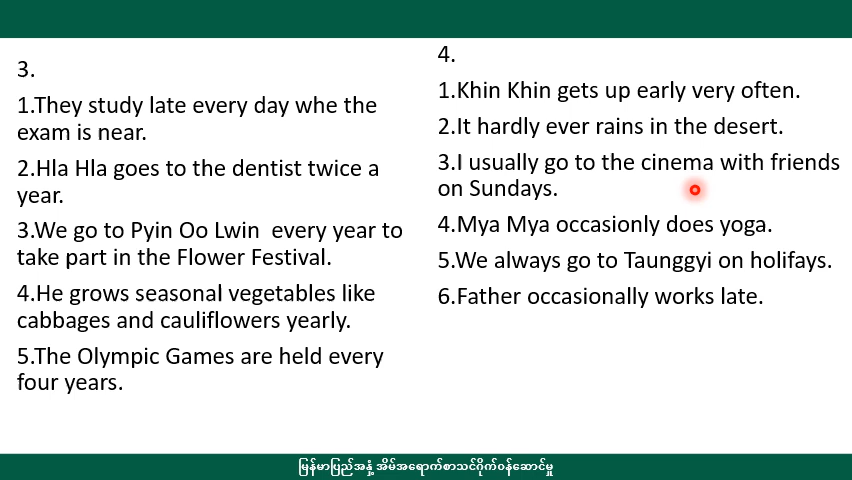 3.
1.They study late every day whe the
exam is near.
2.Hla Hla goes to the dentist twice a
year.
3.We go to Pyin Oo Lwin  every year to
take part in the Flower Festival.
4.He grows seasonal vegetables like
cabbages and cauliflowers yearly.
5.The Olympic Games are held every
four years.
4.
1.Khin Khin gets up early very often.
2.It hardly ever rains in the desert.
3.I usually go to the cinema with friends
on Sundays.
4.Mya Mya occasionly does yoga.
5.We always go to Taunggyi on holifays.
6.Father occasionally works late.
မြန်မာပြည်အနှံ့ အိမ်အရောက်စာသင်ဂိုက်ဝန်ဆောင်မှု